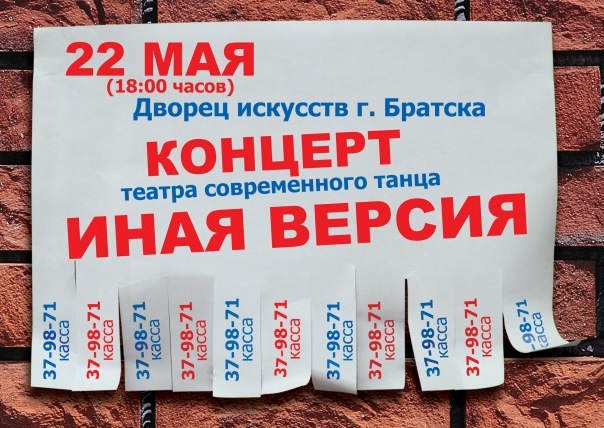 22 МАЯ
(18:00 часов)
Дворец искусств г. Братска
КОНЦЕРТ
театра современного танца
ИНАЯ ВЕРСИЯ
37-98-71
касса
37-98-71
касса
37-98-71
касса
37-98-71
касса
37-98-71
касса
37-98-71
касса
37-98-71
касса
37-98-71
касса
37-98-71
касса
37-98-71
касса
-98-71